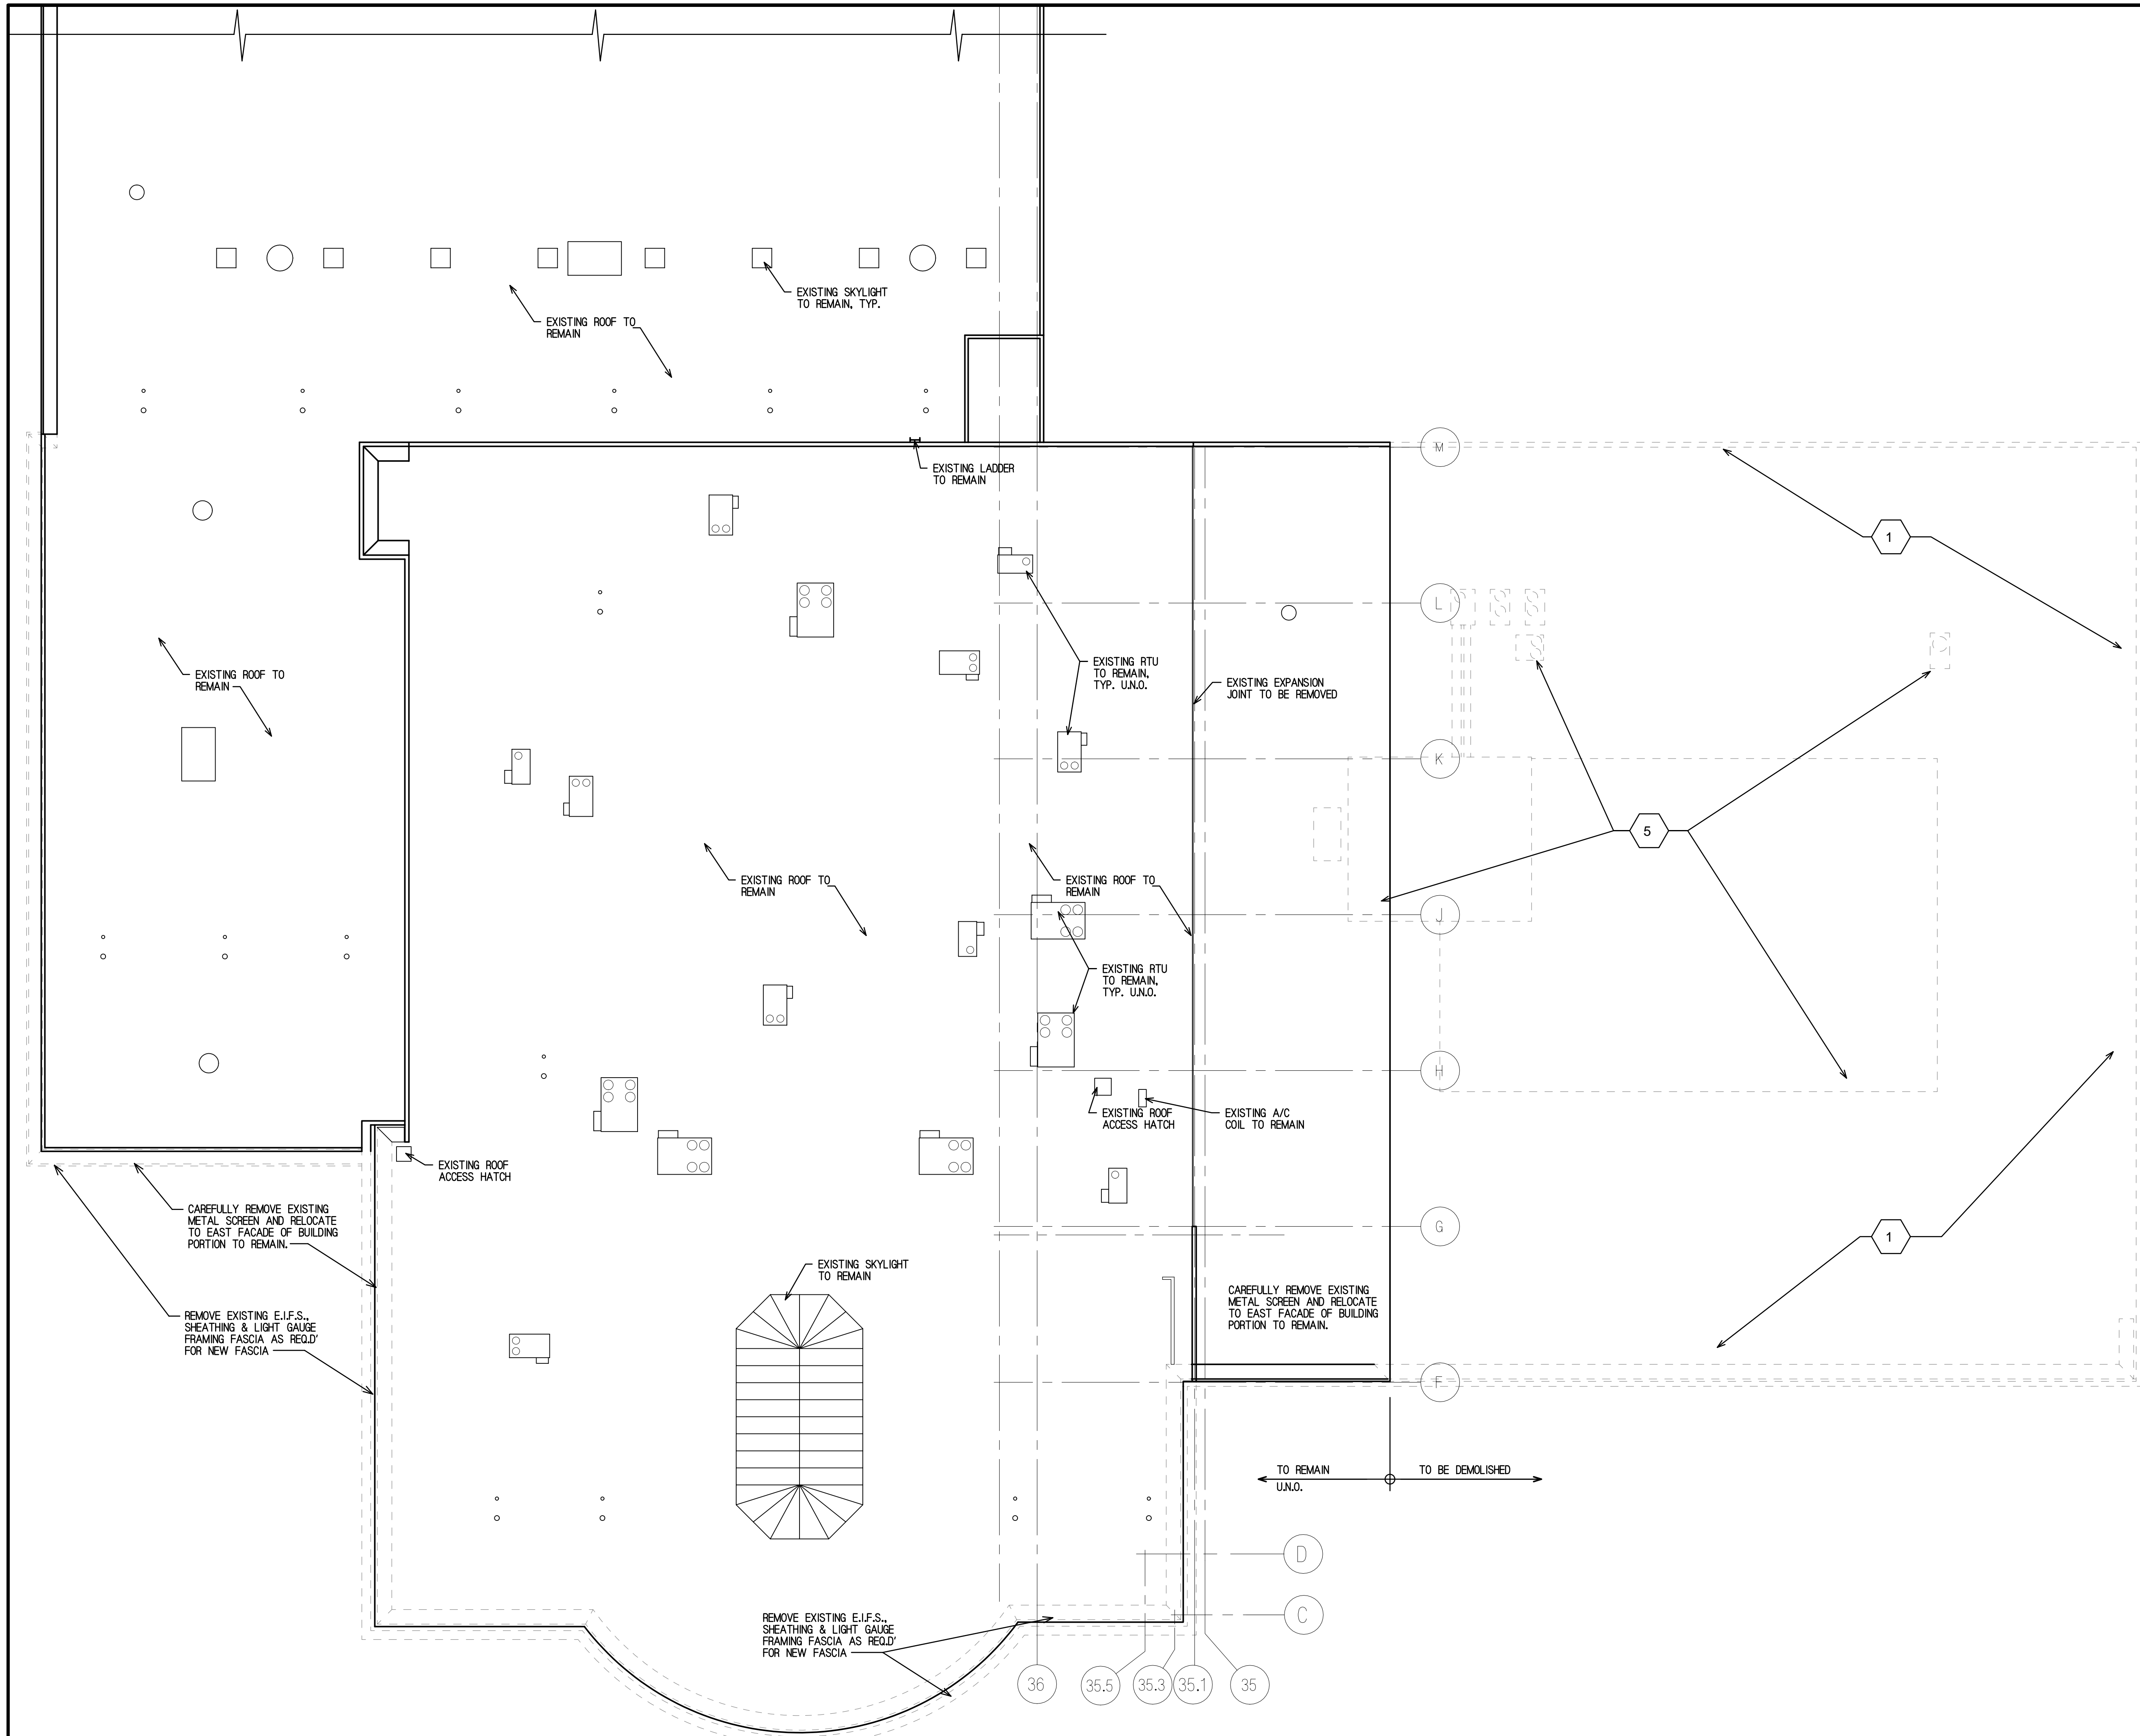 EXISTING SKYLIGHT
TO REMAIN, TYP.
EXISTING ROOF TO
REMAIN
EXISTING LADDER
TO REMAIN
M
1
L
EXISTING ROOF TO
REMAIN
EXISTING RTU
TO REMAIN,
TYP. U.N.O.
EXISTING EXPANSION
JOINT TO BE REMOVED
K
5
EXISTING ROOF TO
REMAIN
EXISTING ROOF TO
REMAIN
J
EXISTING RTU
TO REMAIN,
TYP. U.N.O.
H
EXISTING ROOF
ACCESS HATCH
EXISTING A/C
COIL TO REMAIN
EXISTING ROOF
ACCESS HATCH
CAREFULLY REMOVE EXISTING
METAL SCREEN AND RELOCATE
TO EAST FACADE OF BUILDING
PORTION TO REMAIN.
G
1
EXISTING SKYLIGHT
TO REMAIN
CAREFULLY REMOVE EXISTING
METAL SCREEN AND RELOCATE
TO EAST FACADE OF BUILDING
PORTION TO REMAIN.
REMOVE EXISTING E.I.F.S.,
SHEATHING & LIGHT GAUGE
FRAMING FASCIA AS REQ.D'
FOR NEW FASCIA
F
TO REMAIN
U.N.O.
TO BE DEMOLISHED
D
C
REMOVE EXISTING E.I.F.S.,
SHEATHING & LIGHT GAUGE
FRAMING FASCIA AS REQ.D'
FOR NEW FASCIA
36
35.5
35.3
35.1
35